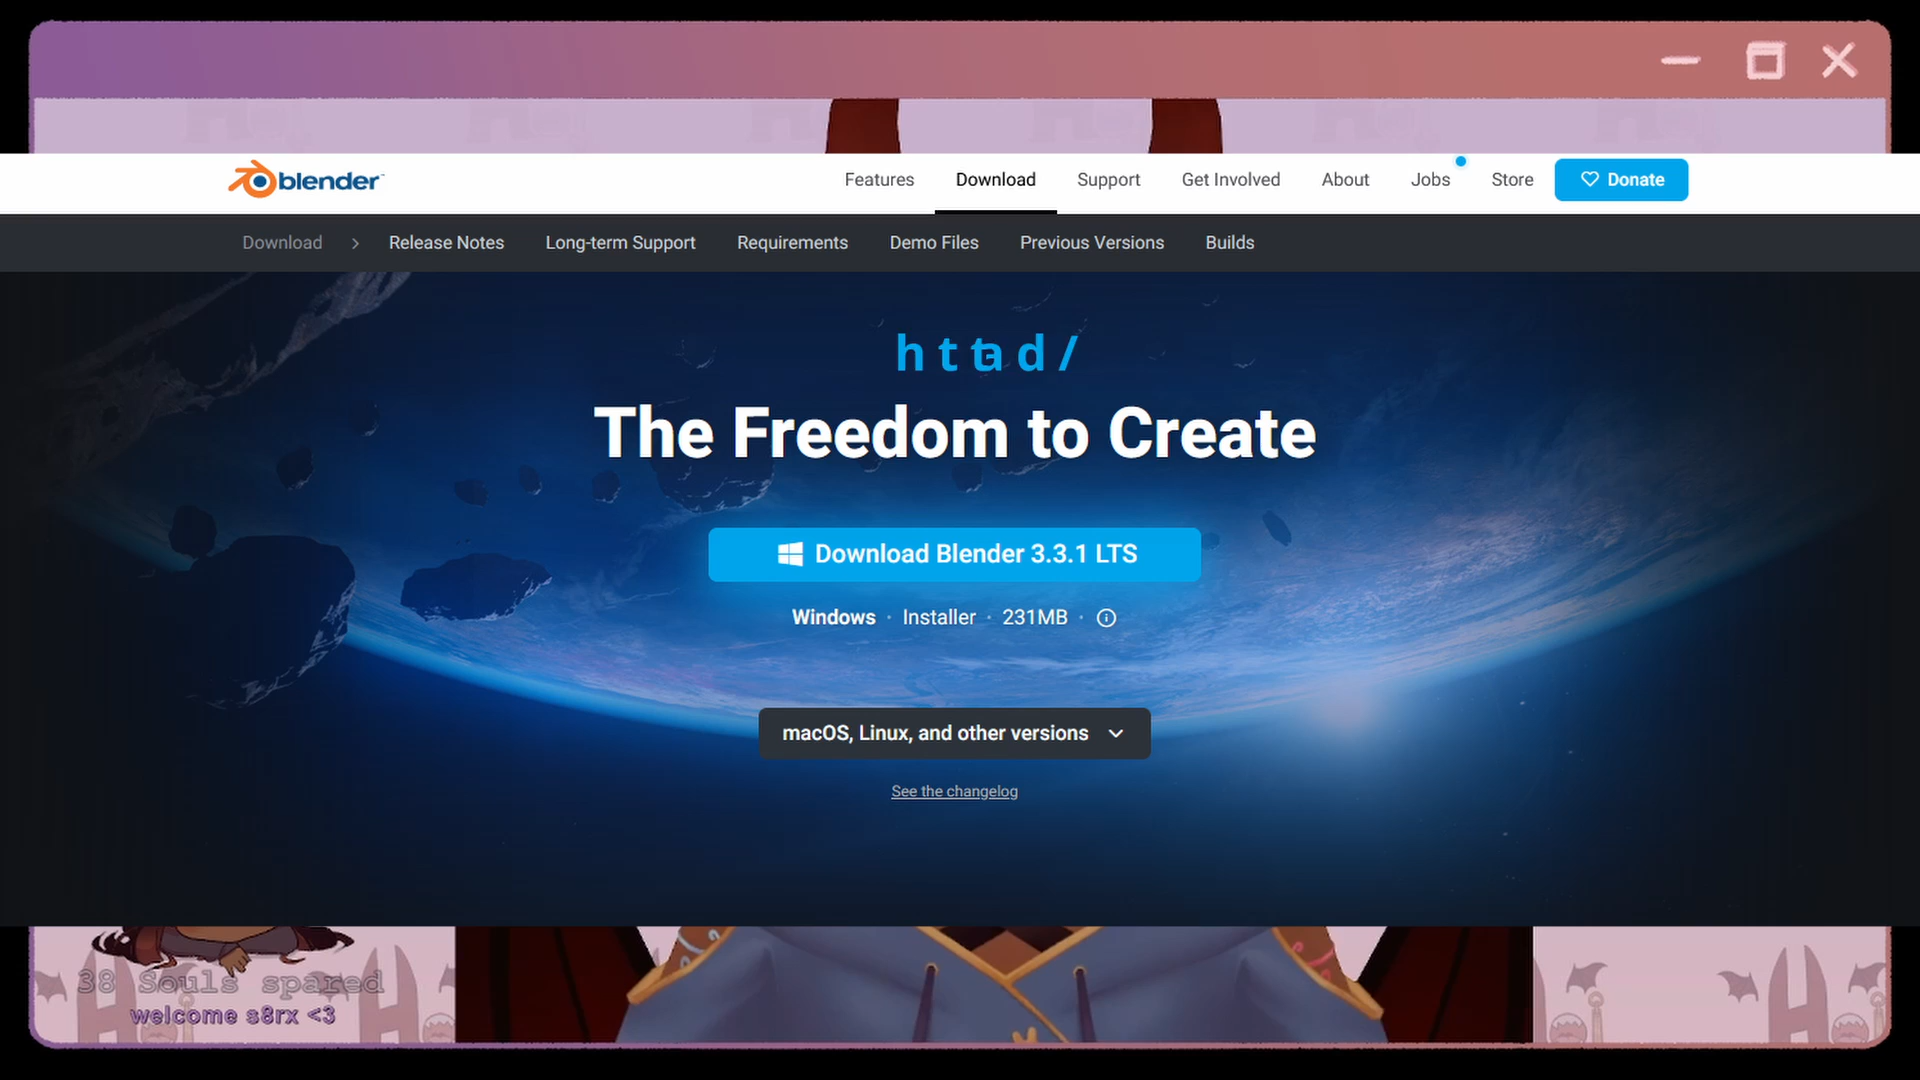 blender
Features Download Support Get Involved About Jobs Store Donate
Download > Release Notes Long-term Support Requirements Demo Files Previous Versions Builds
The Freedom to Create
Download Blender 3.3.1 LTS
Windows · Installer · 231MB ·
macOS, Linux, and other versions
See the changelog
38 Souls spared
welcome s8rx <3